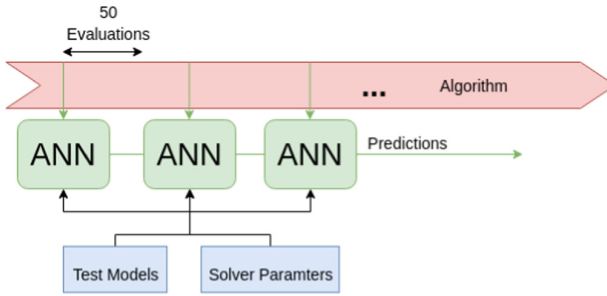 50
Evaluations
... Algorithm
ANN ANN ANN
Predictions
Test Models Solver Paramters